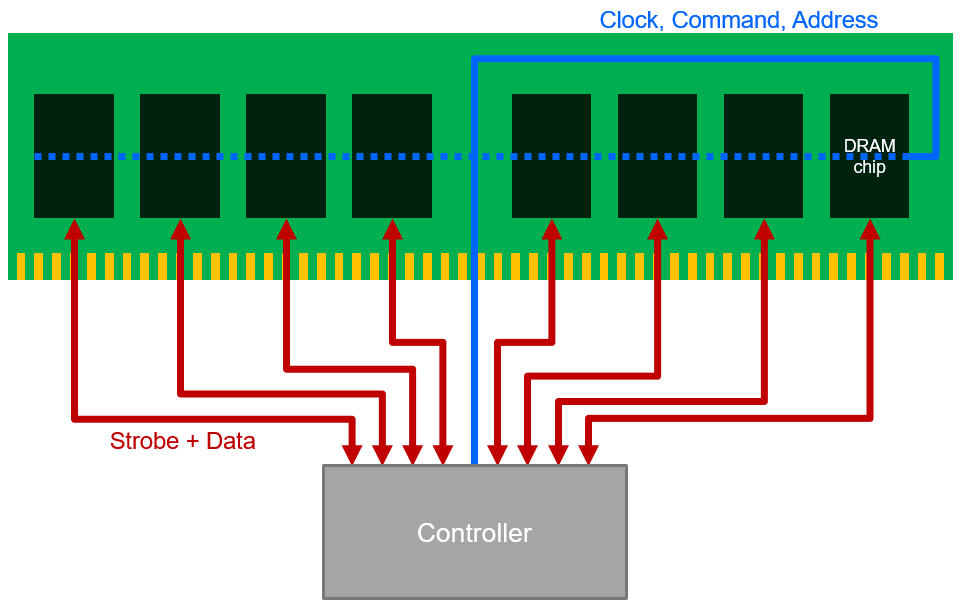 Clock, Command, Address
DRAM
chip
Strobe + Data
Controller